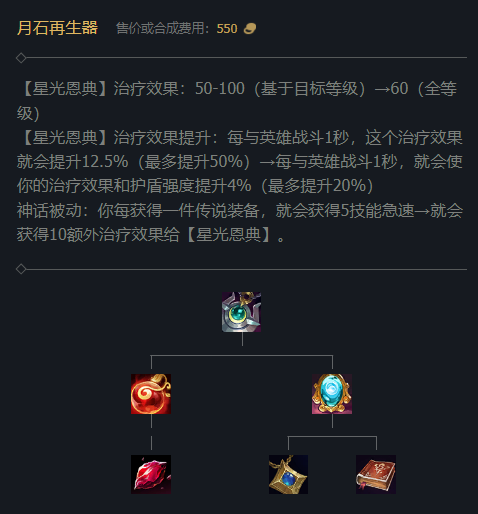 月石再生器 售价或合成费用：550
【星光恩典】治疗效果：50-100（基于目标等级）→60（全等
级）
【星光恩典】治疗效果提升：每与英雄战斗1秒，这个治疗效果
就会提升12.5%（最多提升50%）→每与英雄战斗1秒，就会使
你的治疗效果和护盾强度提升4%（最多提升20%）
神话被动：你每获得一件传说装备，就会获得5技能急速→就会
获得10额外治疗效果给【星光恩典】。